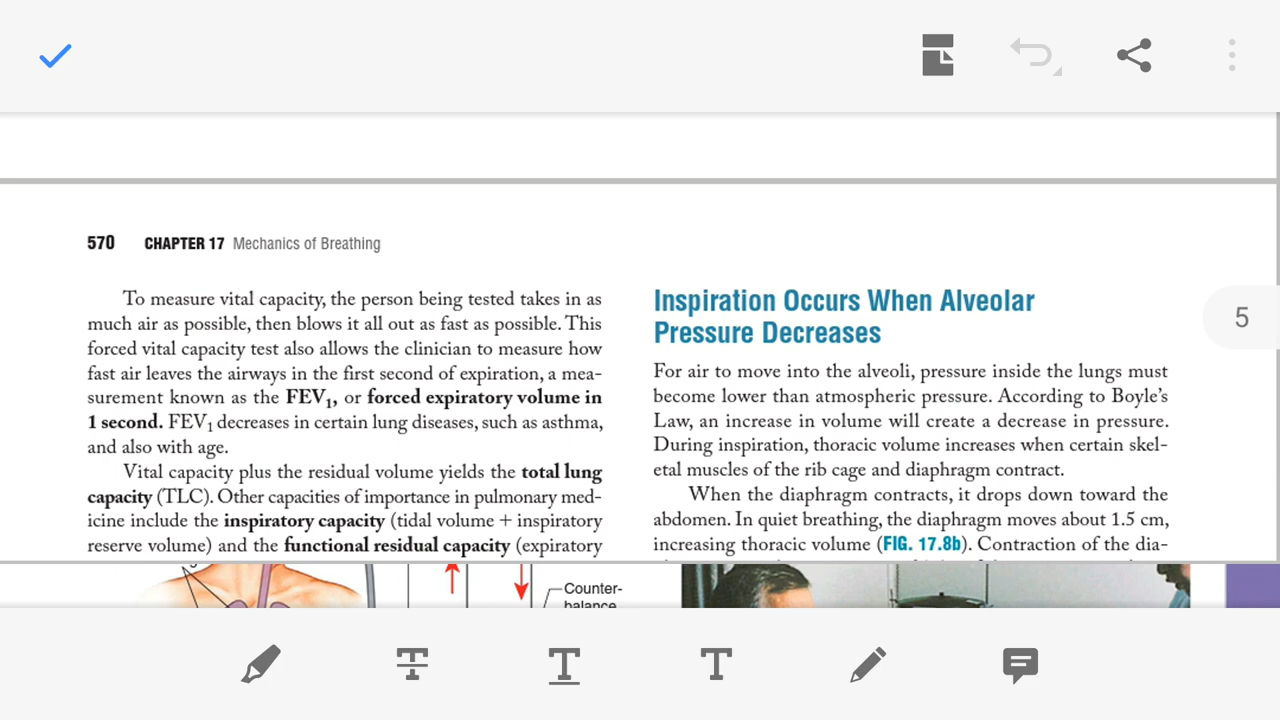 570 CHAPTER 17 Mechanics of Breathing
To measure vital capacity, the person being tested takes in as
much air as possible, then blows it all out as fast as possible. This
forced vital capacity test also allows the clinician to measure how
fast air leaves the airways in the first second of expiration, a mea-
surement known as the FEV1, or forced expiratory volume in
1 second. FEV1 decreases in certain lung diseases, such as asthma,
and also with age.
Vital capacity plus the residual volume yields the total lung
capacity (TLC). Other capacities of importance in pulmonary med-
icine include the inspiratory capacity (tidal volume + inspiratory
reserve volume) and the functional residual capacity (expiratory
Inspiration Occurs When Alveolar
Pressure Decreases
For air to move into the alveoli, pressure inside the lungs must
become lower than atmospheric pressure. According to Boyle's
Law, an increase in volume will create a decrease in pressure.
During inspiration, thoracic volume increases when certain skel-
etal muscles of the rib cage and diaphragm contract.
When the diaphragm contracts, it drops down toward the
abdomen. In quiet breathing, the diaphragm moves about 1.5 cm,
increasing thoracic volume (FIG. 17.8b). Contraction of the dia-
5
Counter-
balance
T
T
T